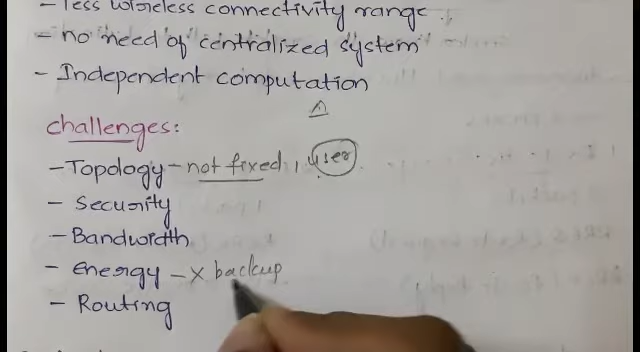 - less wireless connectivity range
- no need of centralized system
- Independent computation
challenges:
- Topology - not fixed, user
- Security
- Bandwidth
- Energy - x backup
- Routing